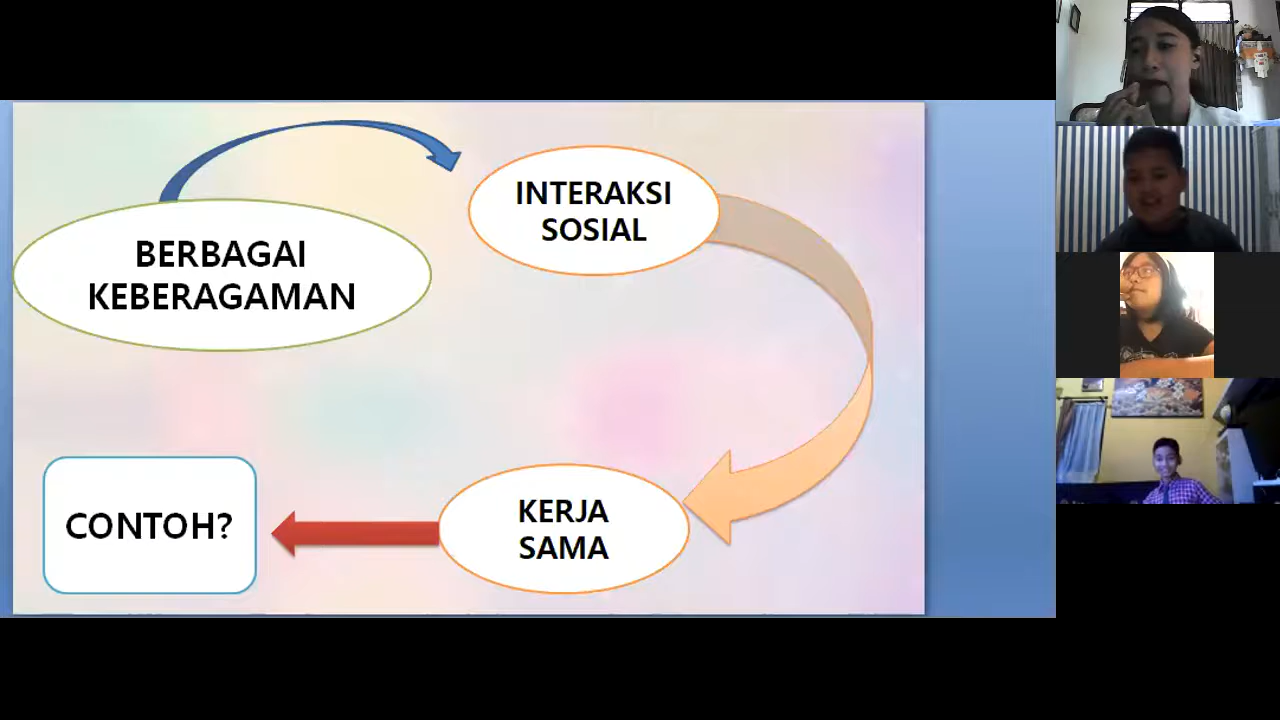 BERBAGAI
KEBERAGAMAN
INTERAKSI
SOSIAL
KERJA
SAMA
CONTOH?